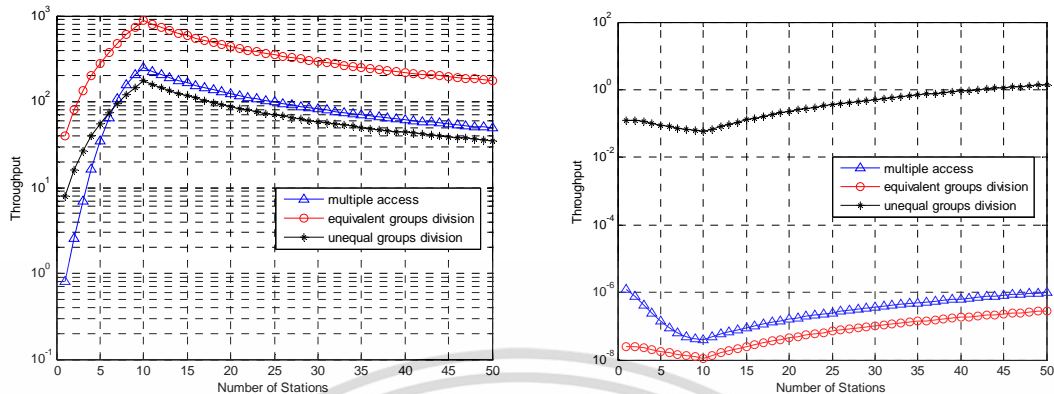 10^3
10^2
10^1
10^0
10^-1
Throughput
0 5 10 15 20 25 30 35 40 45 50
Number of Stations
multiple access
equivalent groups division
unequal groups division
10^2
10^0
10^-2
10^-4
10^-6
10^-8
Throughput
0 5 10 15 20 25 30 35 40 45 50
Number of Stations
multiple access
equivalent groups division
unequal groups division